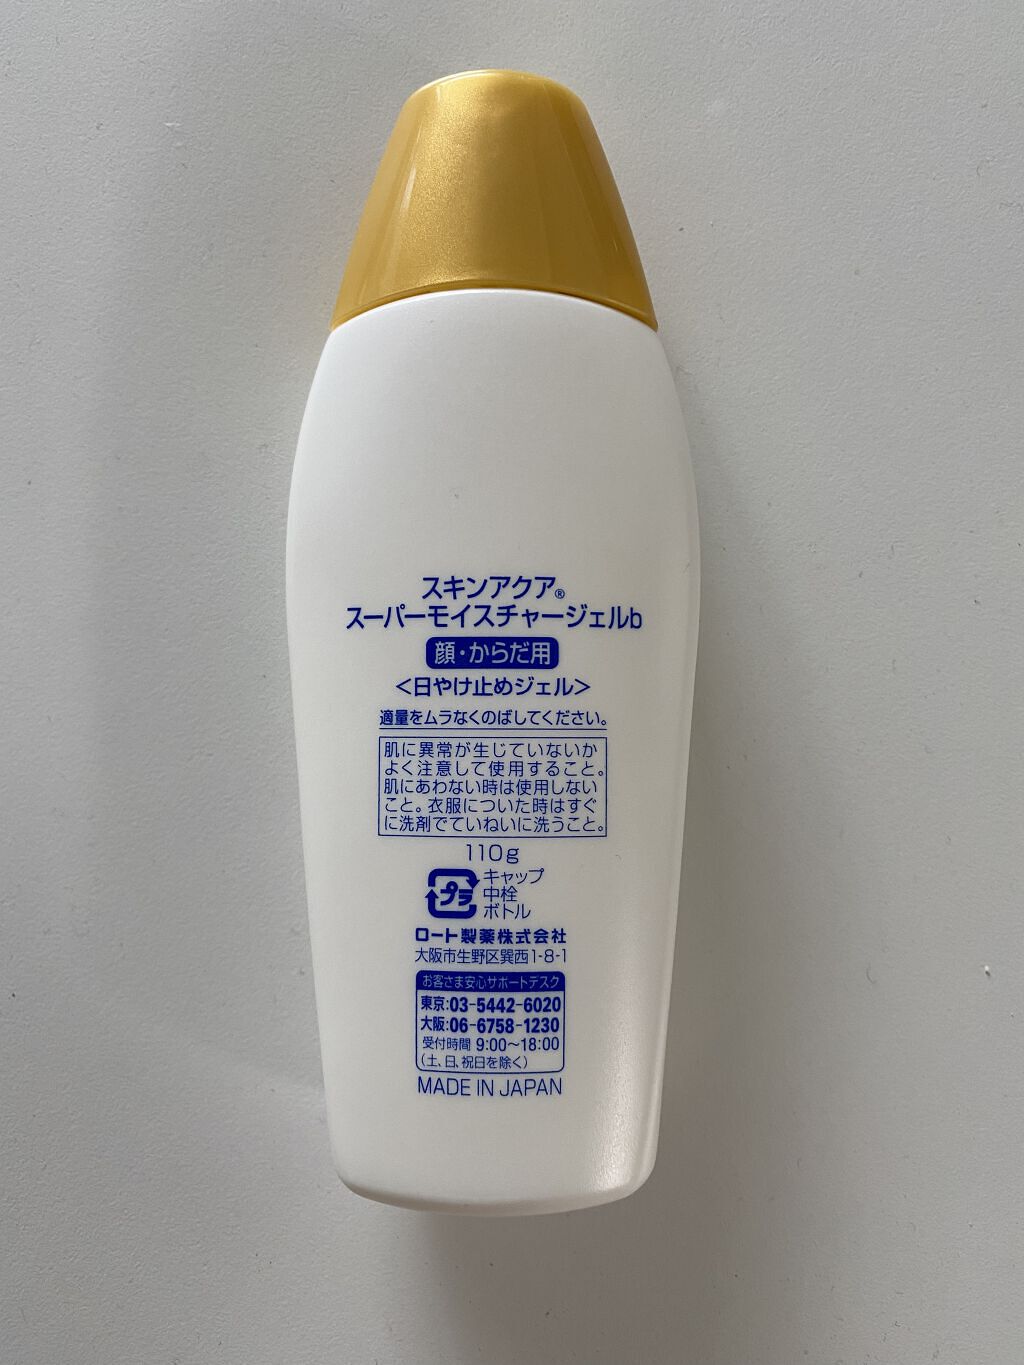 スキンアクア®
スーパーモイスチャージェルb
顔・からだ用
<日やけ止めジェル>
適量をムラなくのばしてください。
肌に異常が生じていないか
よく注意して使用すること。
肌にあわない時は使用しない
こと。衣服についた時はすぐ
に洗剤でていねいに洗うこと。
110g
プラ
キャップ
中栓
ボトル
ロート製薬株式会社
大阪市生野区巽西1-8-1
お客さま安心サポートデスク
東京:03-5442-6020
大阪:06-6758-1230
受付時間 9:00〜18:00
(土、日、祝日を除く)
MADE IN JAPAN